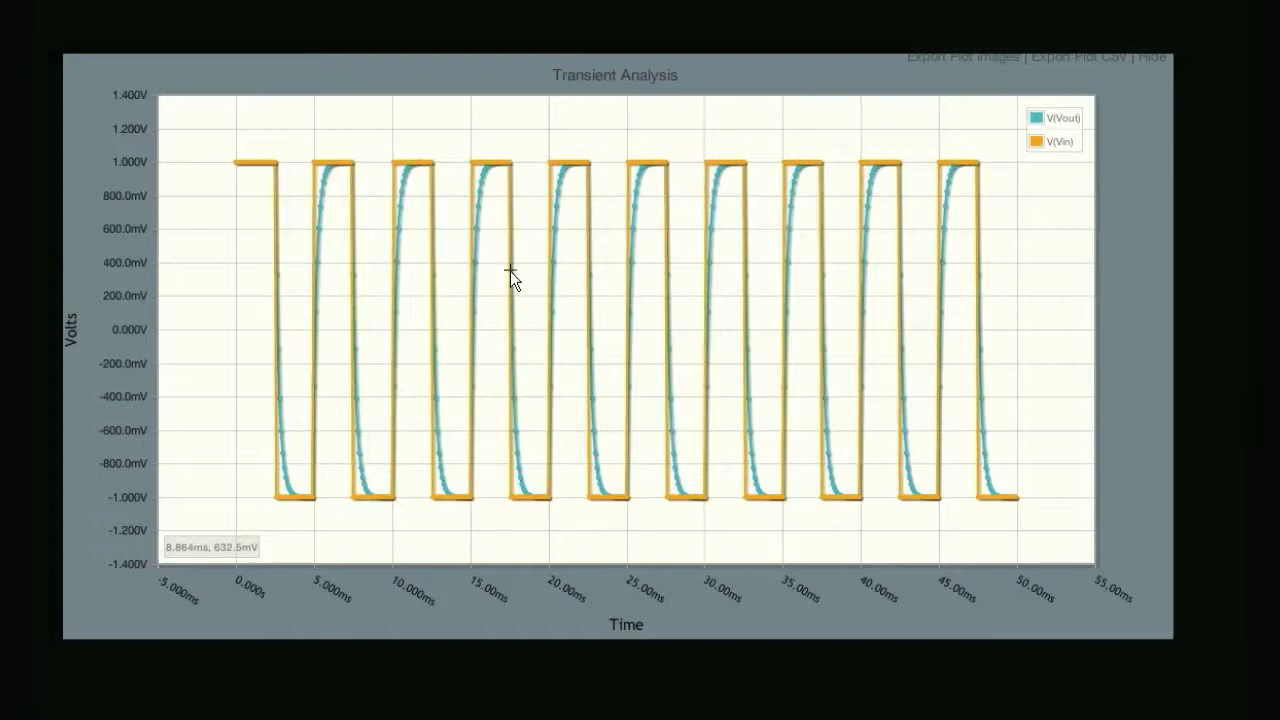 Export Plot Images | Export Plot CSV | Hide
Transient Analysis
1.400V
1.200V
1.000V
800.0mV
600.0mV
400.0mV
200.0mV
0.000V
-200.0mV
-400.0mV
-600.0mV
-800.0mV
-1.000V
-1.200V
-1.400V
Volts
V(Vout)
V(Vin)
8.864ms, 632.5mV
-5.000ms
0.000s
5.000ms
10.000ms
15.00ms
20.00ms
25.00ms
30.00ms
35.00ms
40.00ms
45.00ms
50.00ms
55.00ms
Time